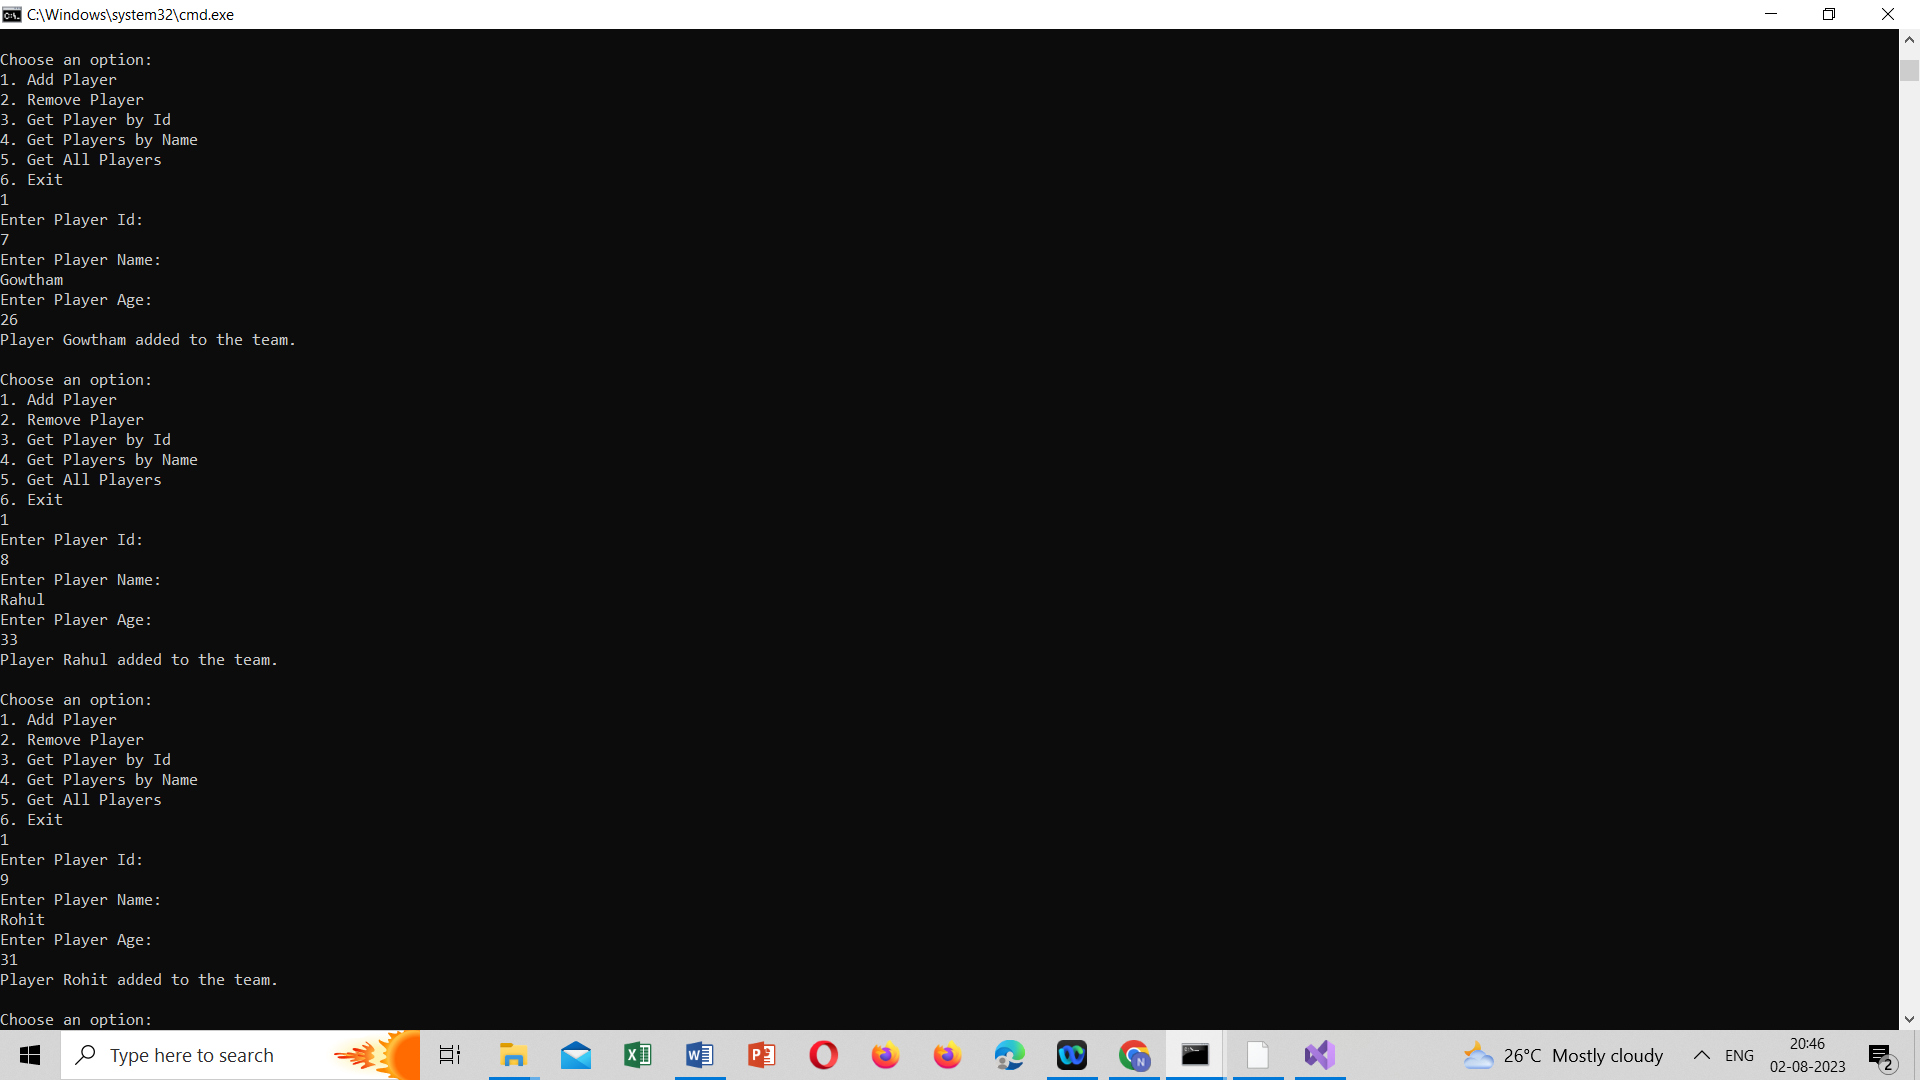 C:\Windows\system32\cmd.exe
Choose an option:
1. Add Player
2. Remove Player
3. Get Player by Id
4. Get Players by Name
5. Get All Players
6. Exit
1
Enter Player Id:
7
Enter Player Name:
Gowtham
Enter Player Age:
26
Player Gowtham added to the team.
Choose an option:
1. Add Player
2. Remove Player
3. Get Player by Id
4. Get Players by Name
5. Get All Players
6. Exit
1
Enter Player Id:
8
Enter Player Name:
Rahul
Enter Player Age:
33
Player Rahul added to the team.
Choose an option:
1. Add Player
2. Remove Player
3. Get Player by Id
4. Get Players by Name
5. Get All Players
6. Exit
1
Enter Player Id:
9
Enter Player Name:
Rohit
Enter Player Age:
31
Player Rohit added to the team.
Choose an option:
Type here to search
26°C Mostly cloudy
ENG
20:46
02-08-2023
2